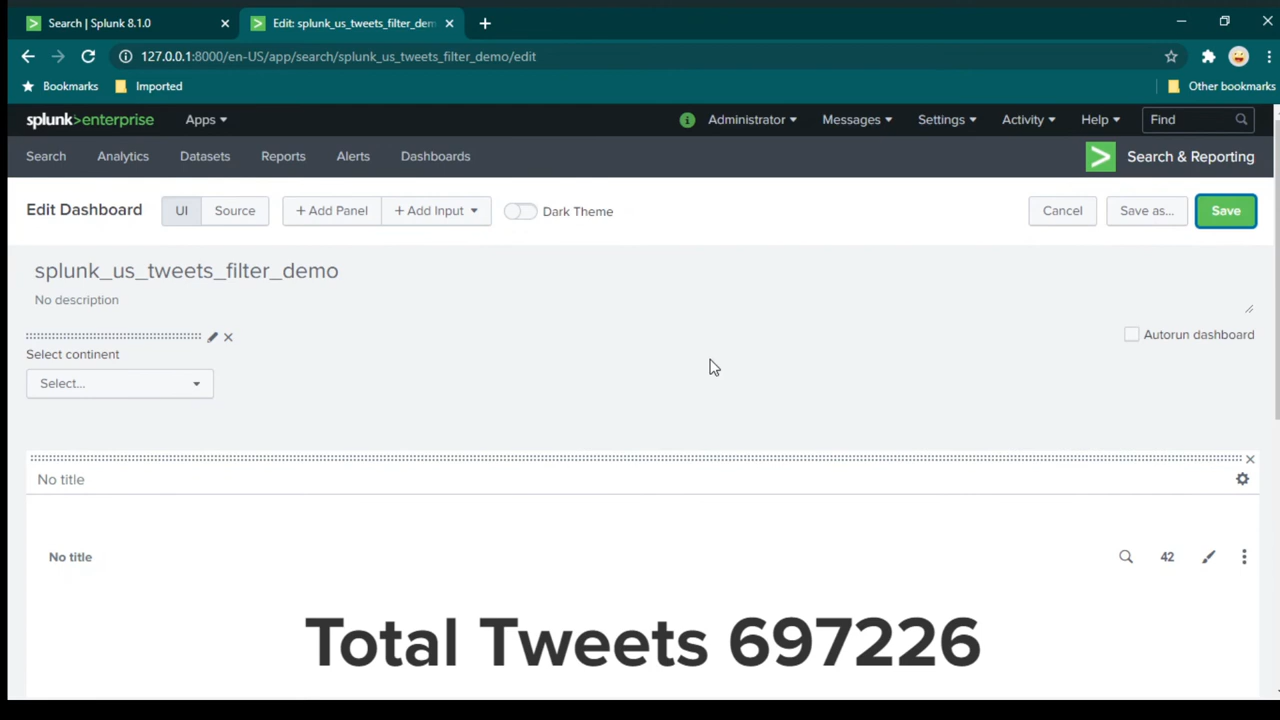 Search | Splunk 8.1.0
Edit: splunk_us_tweets_filter_dem
127.0.0.1:8000/en-US/app/search/splunk_us_tweets_filter_demo/edit
Bookmarks Imported Other bookmarks
splunk>enterprise Apps Administrator Messages Settings Activity Help Find
Search Analytics Datasets Reports Alerts Dashboards Search & Reporting
Edit Dashboard UI Source + Add Panel + Add Input Dark Theme Cancel Save as... Save
splunk_us_tweets_filter_demo
No description
Autorun dashboard
Select continent
Select...
No title
No title 42
Total Tweets 697226